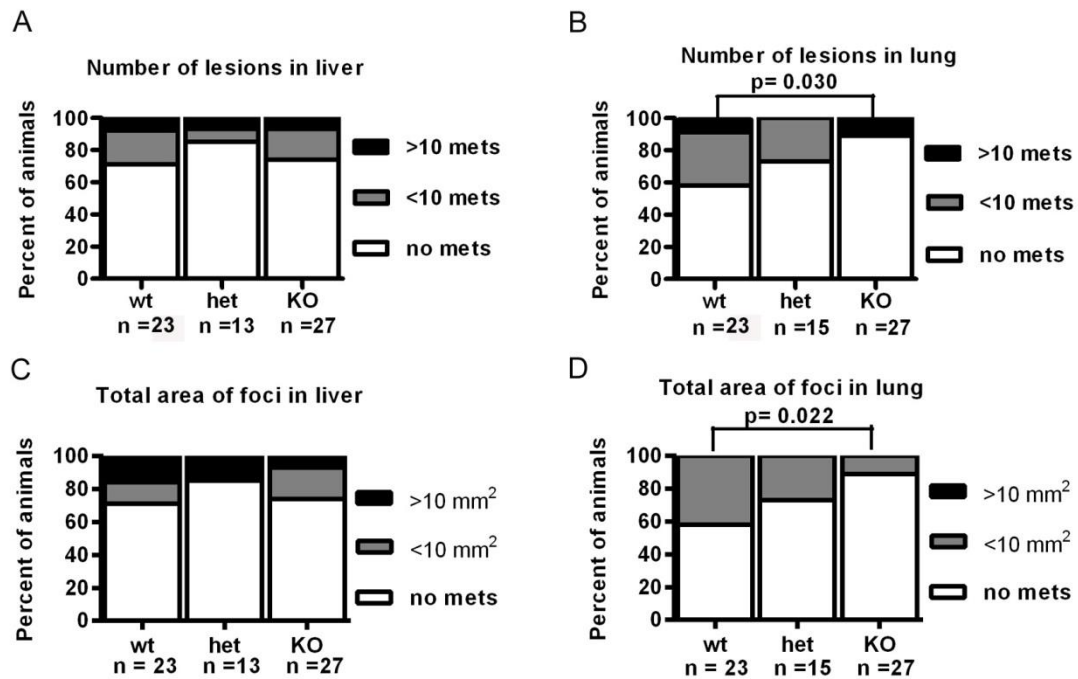 A
Number of lesions in liver
Percent of animals
100
80
60
40
20
0
wt het KO
n =23 n =13 n =27
>10 mets
<10 mets
no mets
B
Number of lesions in lung
p= 0.030
Percent of animals
100
80
60
40
20
0
wt het KO
n =23 n =15 n =27
>10 mets
<10 mets
no mets
C
Total area of foci in liver
Percent of animals
100
80
60
40
20
0
wt het KO
n = 23 n =13 n =27
>10 mm²
<10 mm²
no mets
D
Total area of foci in lung
p= 0.022
Percent of animals
100
80
60
40
20
0
wt het KO
n = 23 n =15 n =27
>10 mm²
<10 mm²
no mets